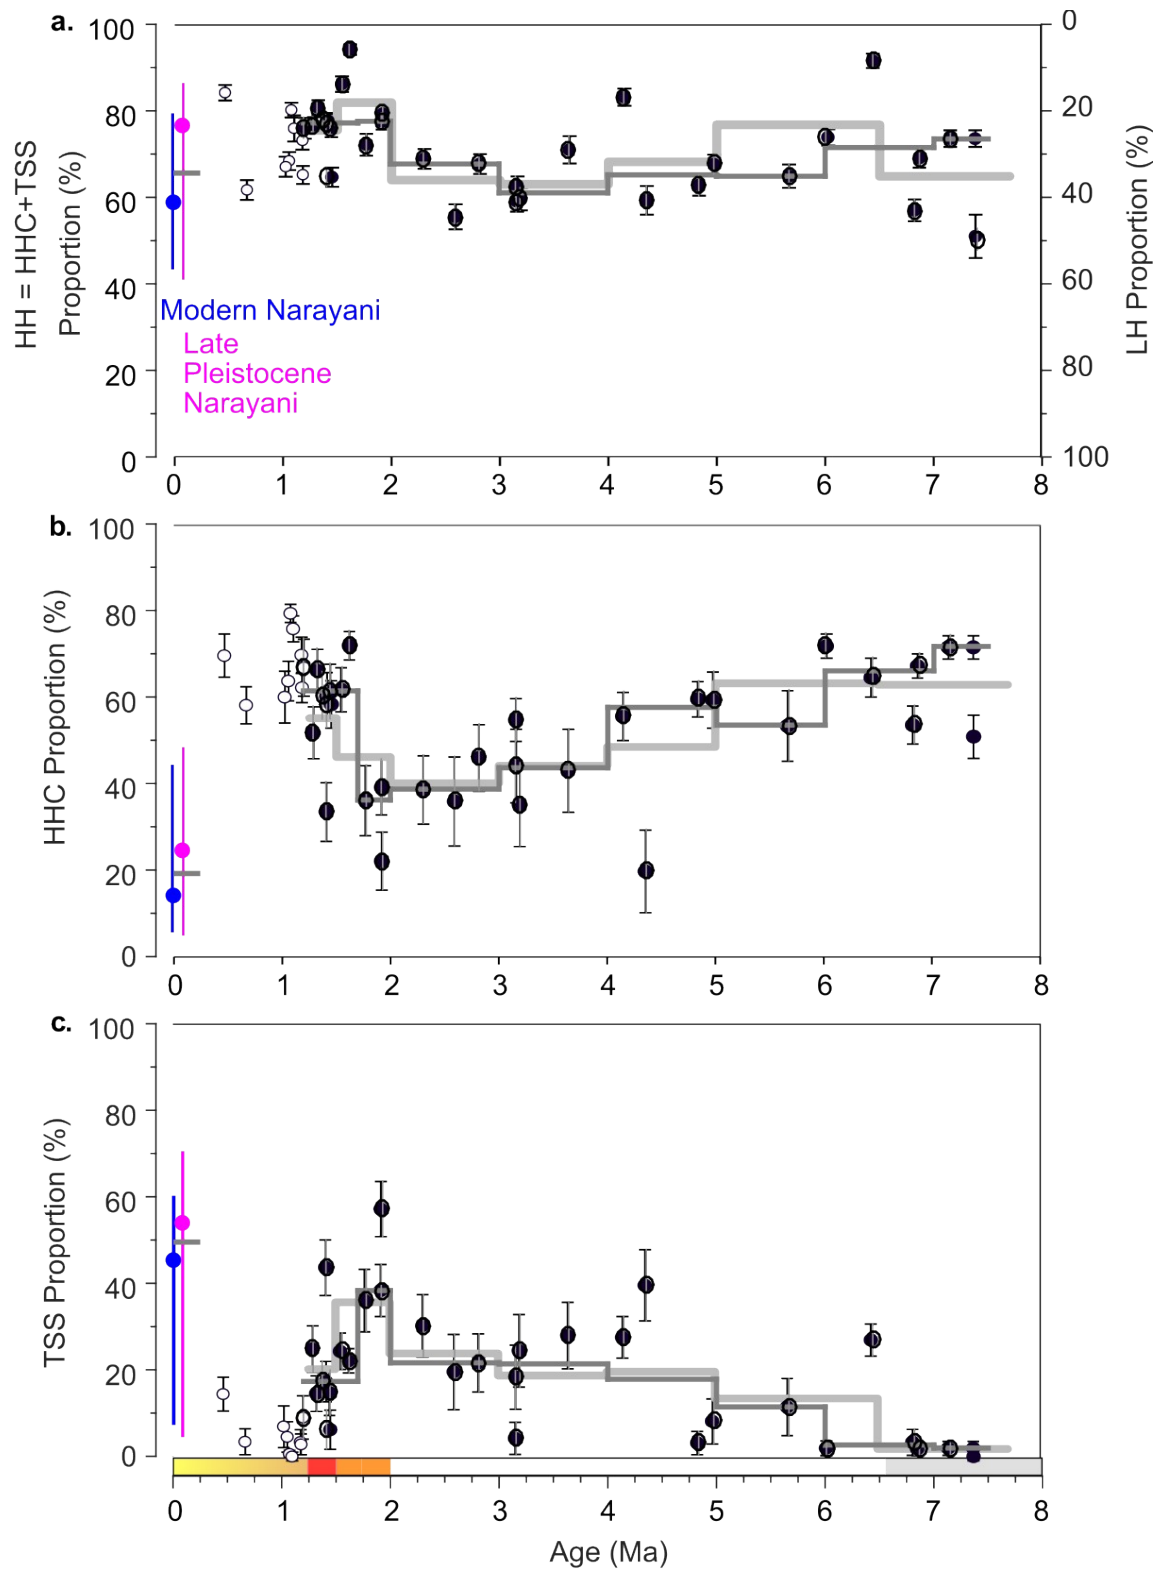 a.
100
80
60
40
20
0
HH = HHC+TSS
Proportion (%)
0
20
40
60
80
100
LH Proportion (%)
Modern Narayani
Late
Pleistocene
Narayani
0 1 2 3 4 5 6 7 8
b.
100
80
60
40
20
0
HHC Proportion (%)
0 1 2 3 4 5 6 7 8
c.
100
80
60
40
20
0
TSS Proportion (%)
0 1 2 3 4 5 6 7 8
Age (Ma)